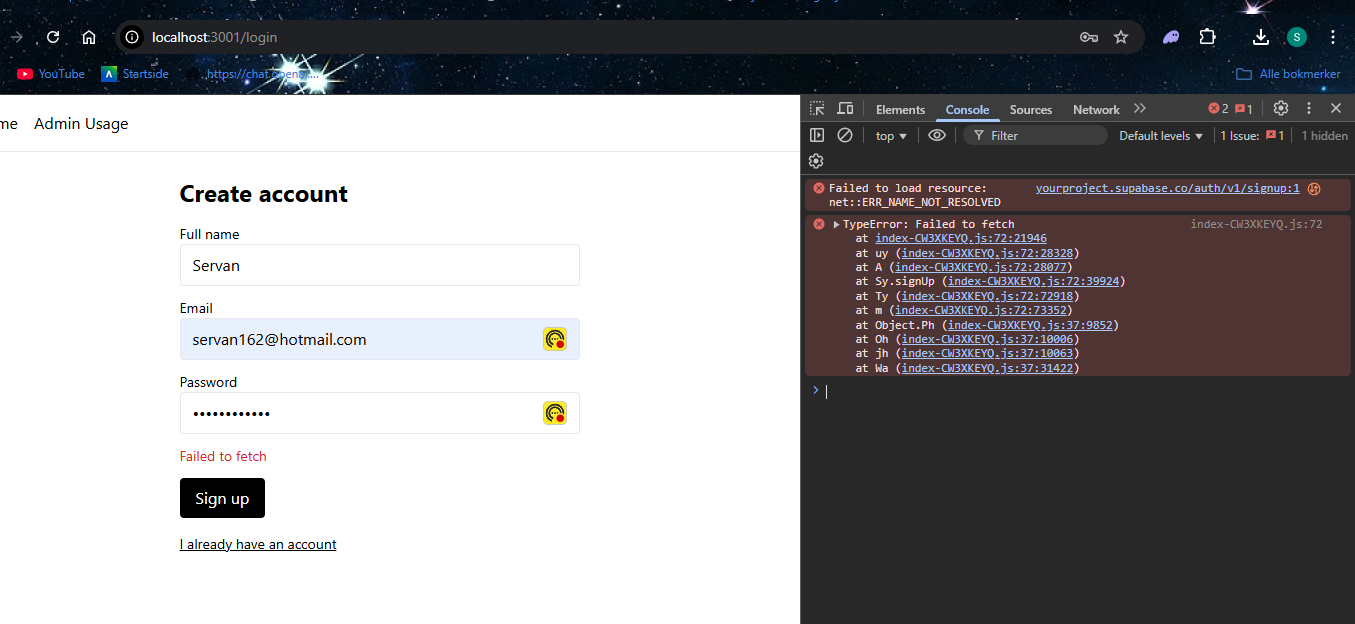 localhost:3001/login
S
YouTube
Startside
https://chat.openai....
Alle bokmerker
me Admin Usage
Elements Console Sources Network 2 1
top Filter Default levels 1 Issue: 1 1 hidden
Create account
Full name
Servan
Email
servan162@hotmail.com
Password
••••••••••••
Failed to fetch
Sign up
I already have an account
Failed to load resource: yourproject.supabase.co/auth/v1/signup:1
net::ERR_NAME_NOT_RESOLVED
TypeError: Failed to fetch index-CW3XKEYQ.js:72
at index-CW3XKEYQ.js:72:21946
at uy (index-CW3XKEYQ.js:72:28328)
at A (index-CW3XKEYQ.js:72:28077)
at Sy.signUp (index-CW3XKEYQ.js:72:39924)
at Ty (index-CW3XKEYQ.js:72:72918)
at m (index-CW3XKEYQ.js:72:73352)
at Object.Ph (index-CW3XKEYQ.js:37:9852)
at Oh (index-CW3XKEYQ.js:37:10006)
at jh (index-CW3XKEYQ.js:37:10063)
at Wa (index-CW3XKEYQ.js:37:31422)